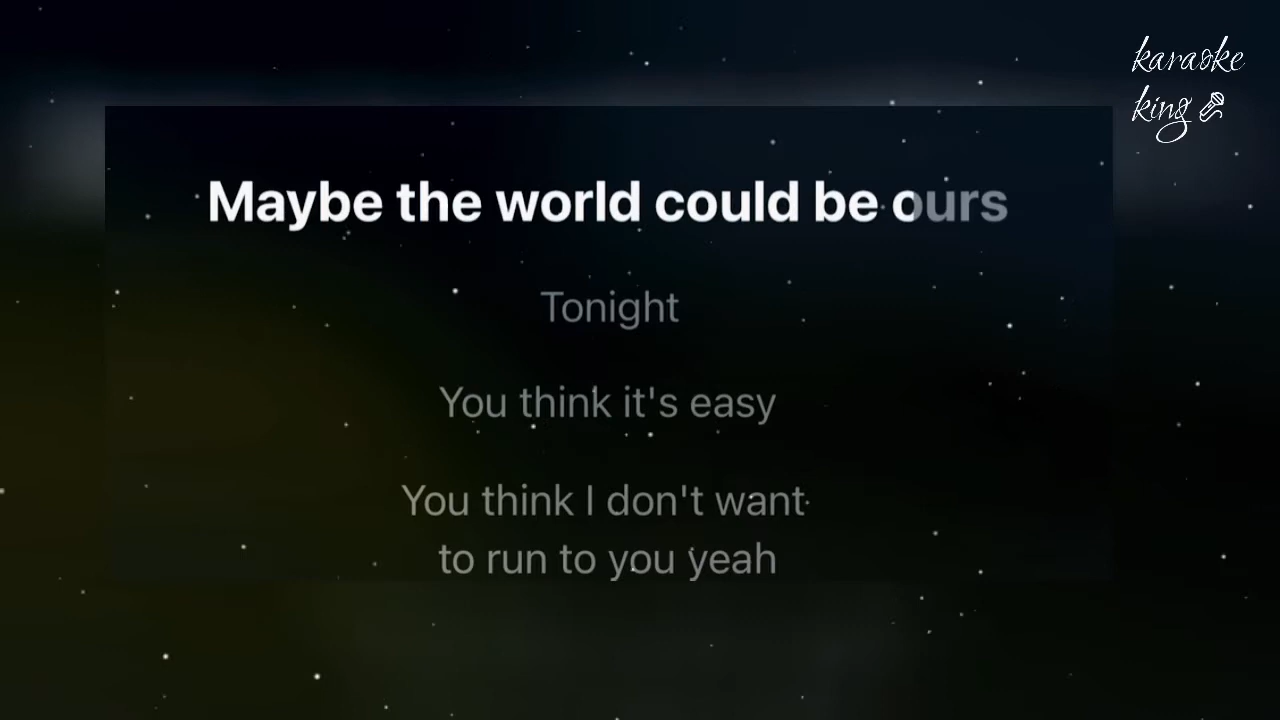 karaoke
king
Maybe the world could be ours
Tonight
You think it's easy
You think I don't want
to run to you yeah